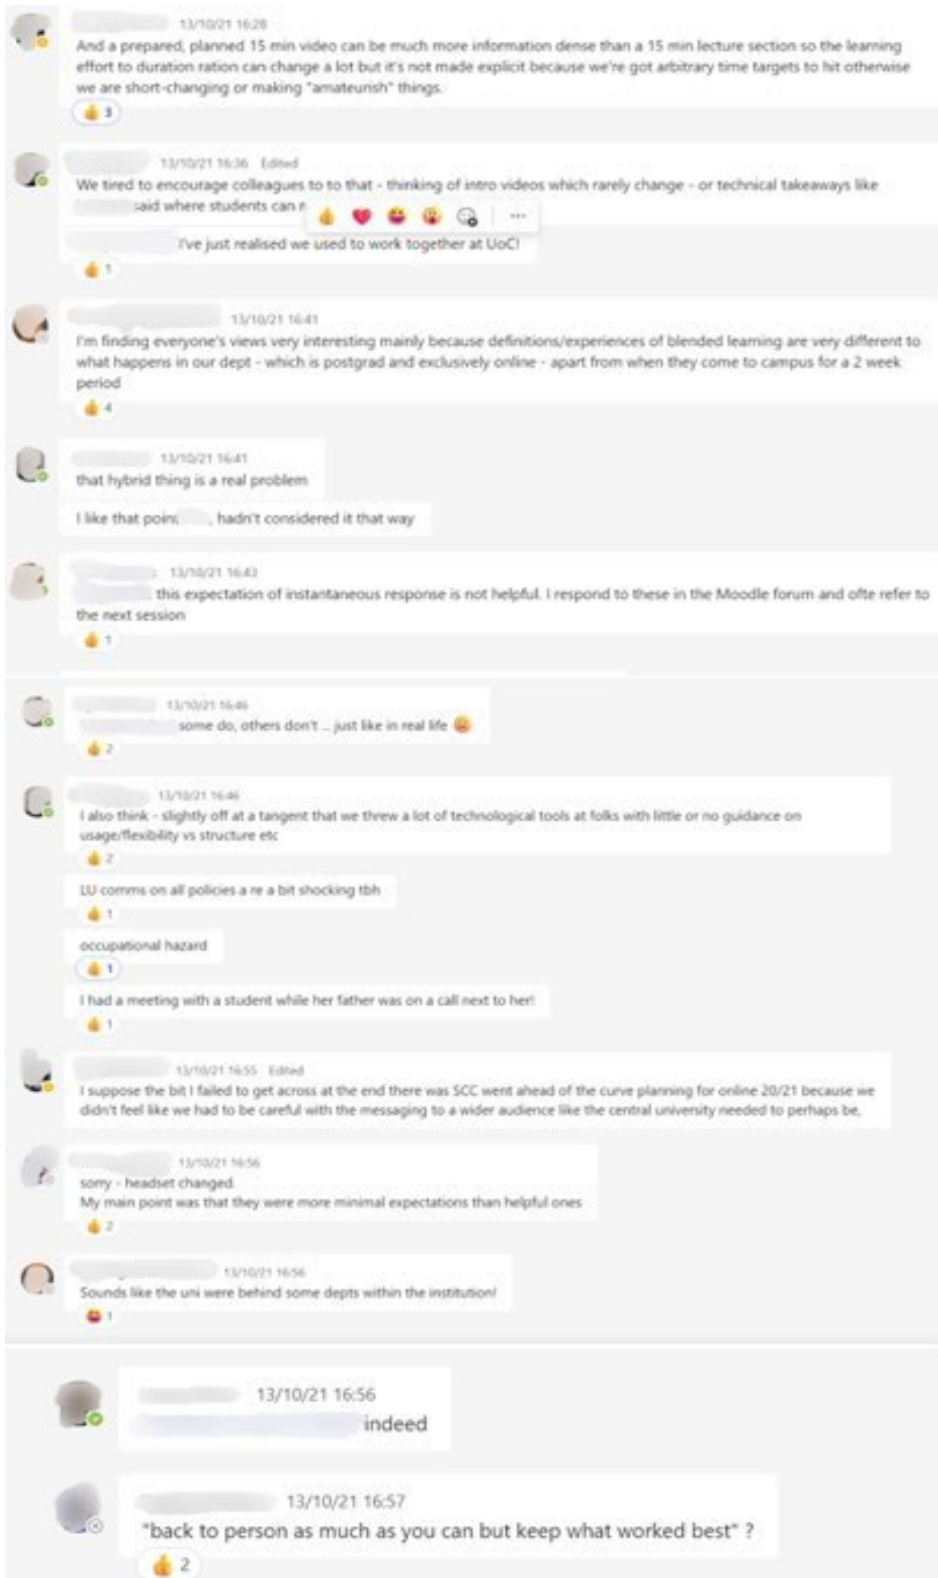 13/10/21 16:28
And a prepared, planned 15 min video can be much more information dense than a 15 min lecture section so the learning
effort to duration ration can change a lot but it's not made explicit because we're got arbitrary time targets to hit otherwise
we are short-changing or making "amateurish" things.
3
13/10/21 16:36 Edited
We tired to encourage colleagues to to that - thinking of intro videos which rarely change - or technical takeaways like
said where students can
I've just realised we used to work together at UoC!
1
13/10/21 16:41
I'm finding everyone's views very interesting mainly because definitions/experiences of blended learning are very different to
what happens in our dept - which is postgrad and exclusively online - apart from when they come to campus for a 2 week
period
4
13/10/21 16:41
that hybrid thing is a real problem
I like that point , hadn't considered it that way
13/10/21 16:43
this expectation of instantaneous response is not helpful. I respond to these in the Moodle forum and ofte refer to
the next session
1
13/10/21 16:46
some do, others don't ... just like in real life 😀
2
13/10/21 16:46
I also think - slightly off at a tangent that we threw a lot of technological tools at folks with little or no guidance on
usage/flexibility vs structure etc
2
LU comms on all policies a re a bit shocking tbh
1
occupational hazard
1
I had a meeting with a student while her father was on a call next to her!
1
13/10/21 16:55 Edited
I suppose the bit I failed to get across at the end there was SCC went ahead of the curve planning for online 20/21 because we
didn't feel like we had to be careful with the messaging to a wider audience like the central university needed to perhaps be,
13/10/21 16:56
sorry - headset changed.
My main point was that they were more minimal expectations than helpful ones
2
13/10/21 16:56
Sounds like the uni were behind some depts within the institution!
1
13/10/21 16:56
indeed
13/10/21 16:57
"back to person as much as you can but keep what worked best" ?
2